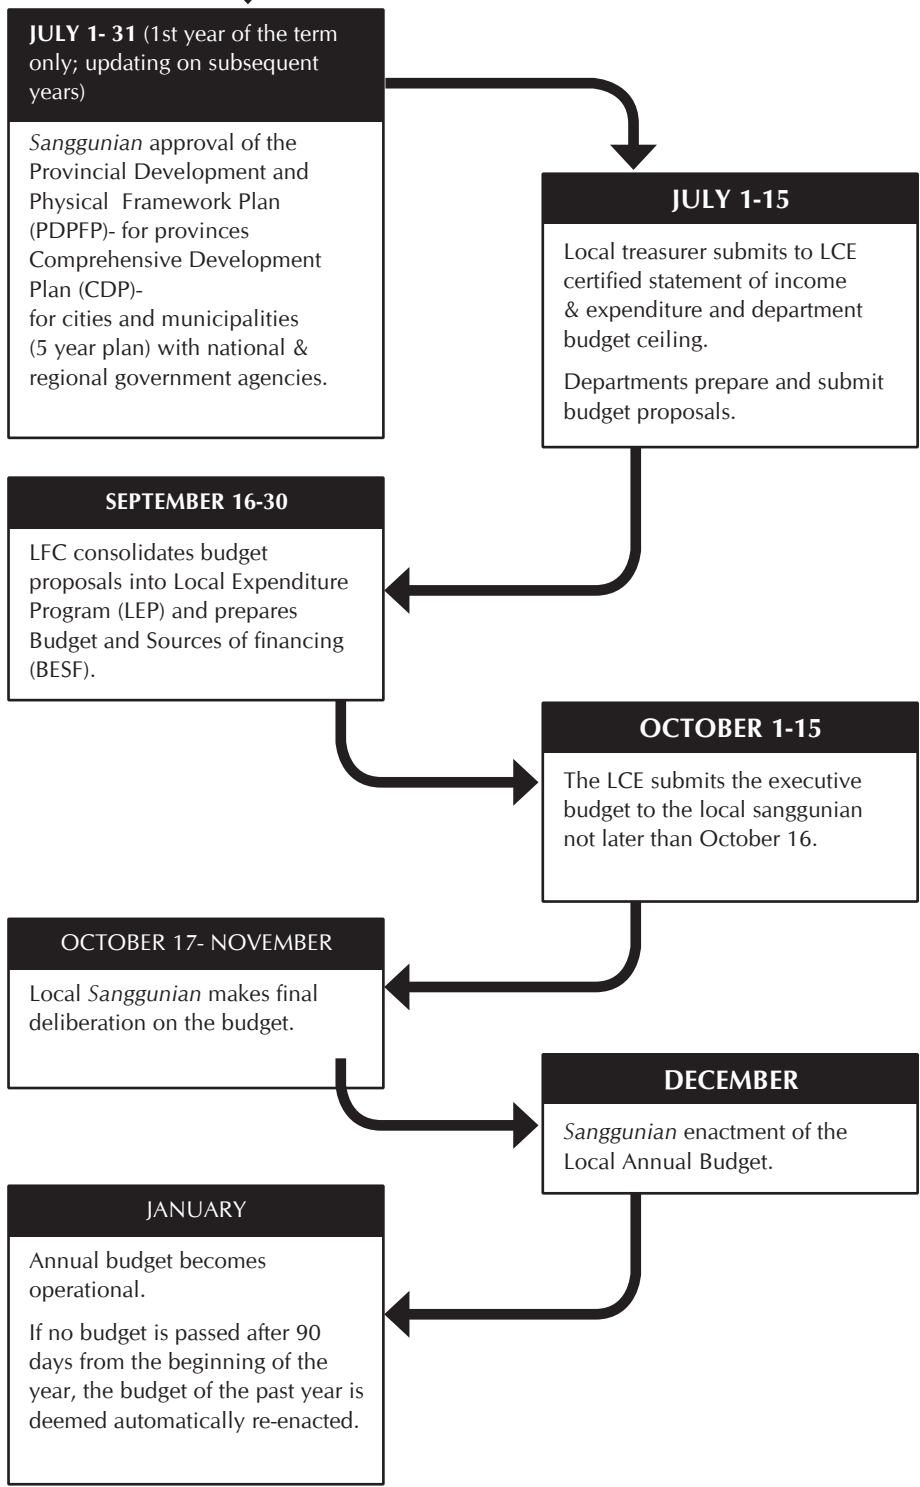 JULY 1- 31 (1st year of the term
only; updating on subsequent
years)
Sanggunian approval of the
Provincial Development and
Physical Framework Plan
(PDPFP)- for provinces
Comprehensive Development
Plan (CDP)-
for cities and municipalities
(5 year plan) with national &
regional government agencies.
JULY 1-15
Local treasurer submits to LCE
certified statement of income
& expenditure and department
budget ceiling.
Departments prepare and submit
budget proposals.
SEPTEMBER 16-30
LFC consolidates budget
proposals into Local Expenditure
Program (LEP) and prepares
Budget and Sources of financing
(BESF).
OCTOBER 1-15
The LCE submits the executive
budget to the local sanggunian
not later than October 16.
OCTOBER 17- NOVEMBER
Local Sanggunian makes final
deliberation on the budget.
DECEMBER
Sanggunian enactment of the
Local Annual Budget.
JANUARY
Annual budget becomes
operational.
If no budget is passed after 90
days from the beginning of the
year, the budget of the past year is
deemed automatically re-enacted.